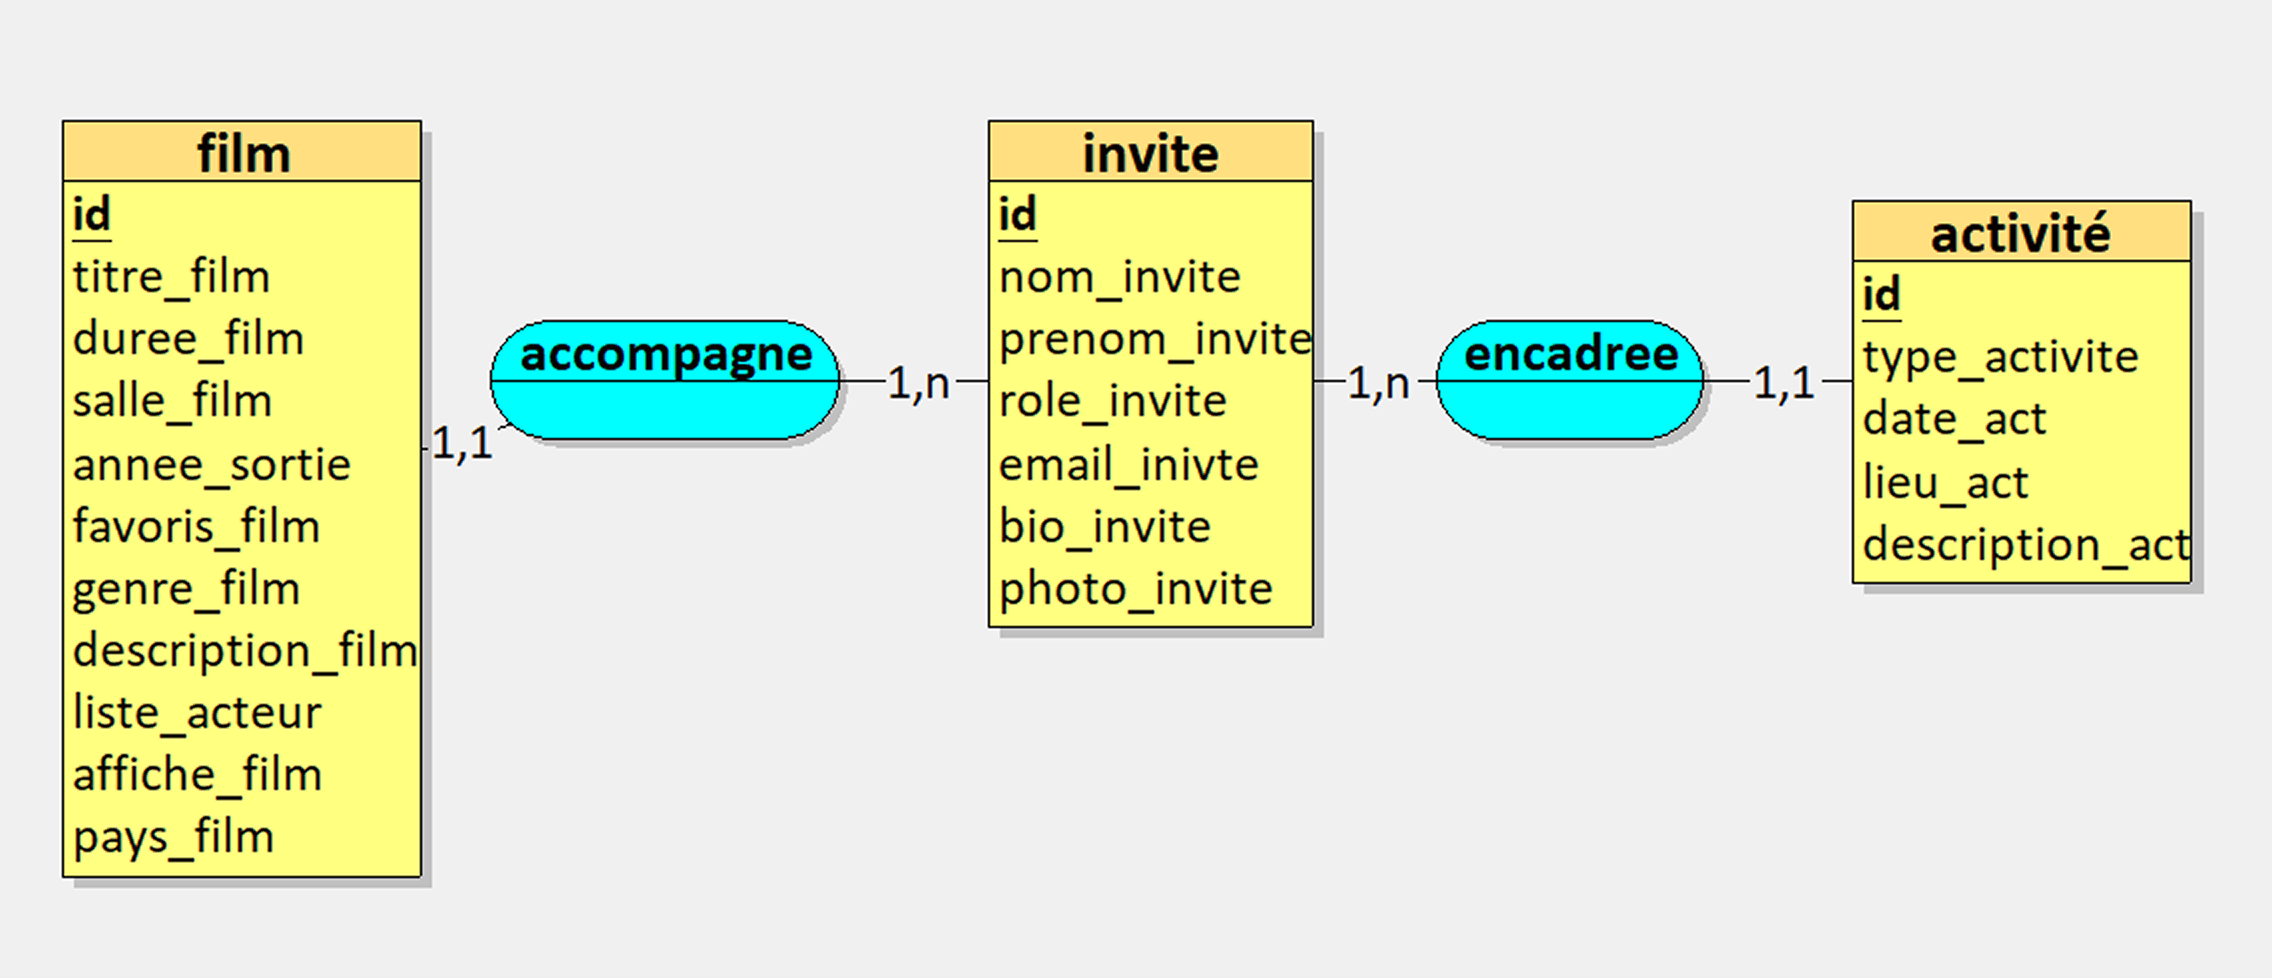 film
id
titre_film
duree_film
salle_film
annee_sortie
favoris_film
genre_film
description_film
liste_acteur
affiche_film
pays_film
1,1
accompagne
1,n
invite
id
nom_invite
prenom_invite
role_invite
email_inivte
bio_invite
photo_invite
1,n
encadree
1,1
activité
id
type_activite
date_act
lieu_act
description_act